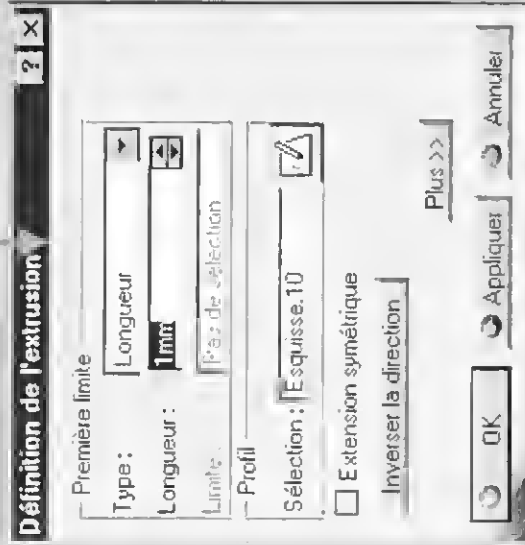 Définition de l'extrusion ? ×
Première limite
Type : Longueur
Longueur : 1mm
Limite : Pas de sélection
Profil
Sélection : Esquisse.10
Extension symétrique
Inverser la direction
Plus >>
OK Appliquer Annuler